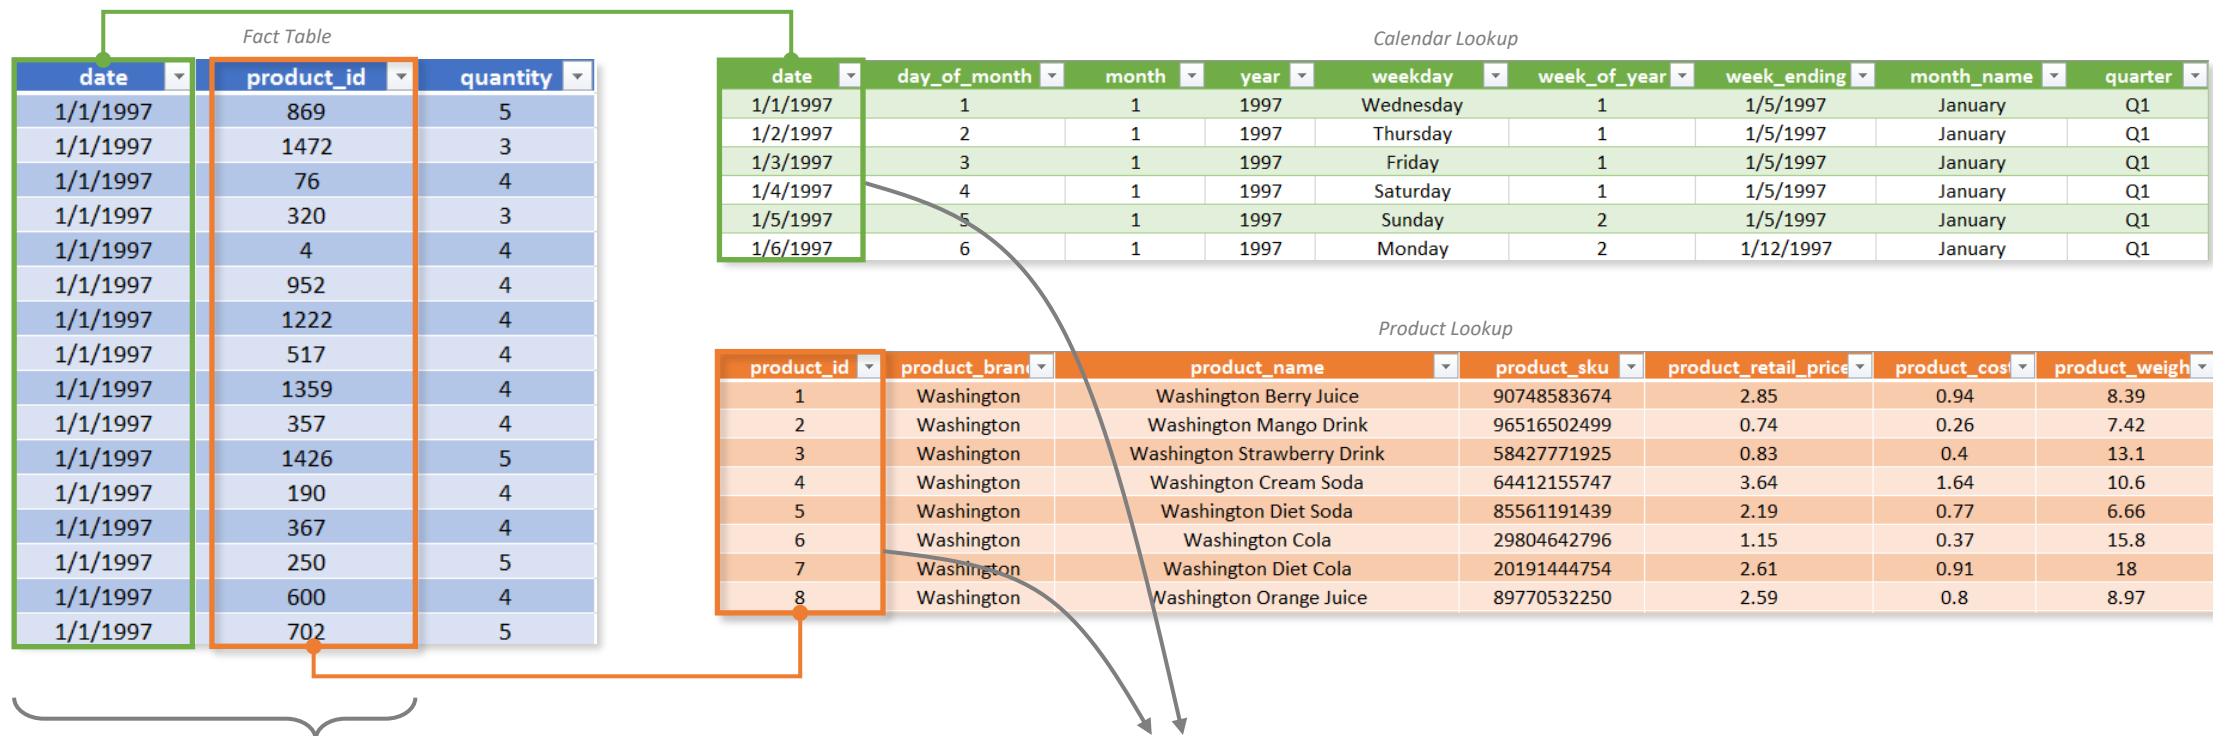 Fact Table
date product_id quantity
1/1/1997 869 5
1/1/1997 1472 3
1/1/1997 76 4
1/1/1997 320 3
1/1/1997 4 4
1/1/1997 952 4
1/1/1997 1222 4
1/1/1997 517 4
1/1/1997 1359 4
1/1/1997 357 4
1/1/1997 1426 5
1/1/1997 190 4
1/1/1997 367 4
1/1/1997 250 5
1/1/1997 600 4
1/1/1997 702 5
Calendar Lookup
date day_of_month month year weekday week_of_year week_ending month_name quarter
1/1/1997 1 1 1997 Wednesday 1 1/5/1997 January Q1
1/2/1997 2 1 1997 Thursday 1 1/5/1997 January Q1
1/3/1997 3 1 1997 Friday 1 1/5/1997 January Q1
1/4/1997 4 1 1997 Saturday 1 1/5/1997 January Q1
1/5/1997 5 1 1997 Sunday 2 1/5/1997 January Q1
1/6/1997 6 1 1997 Monday 2 1/12/1997 January Q1
Product Lookup
product_id product_bran product_name product_sku product_retail_price product_cos product_weigh
1 Washington Washington Berry Juice 90748583674 2.85 0.94 8.39
2 Washington Washington Mango Drink 96516502499 0.74 0.26 7.42
3 Washington Washington Strawberry Drink 58427771925 0.83 0.4 13.1
4 Washington Washington Cream Soda 64412155747 3.64 1.64 10.6
5 Washington Washington Diet Soda 85561191439 2.19 0.77 6.66
6 Washington Washington Cola 29804642796 1.15 0.37 15.8
7 Washington Washington Diet Cola 20191444754 2.61 0.91 18
8 Washington Washington Orange Juice 89770532250 2.59 0.8 8.97